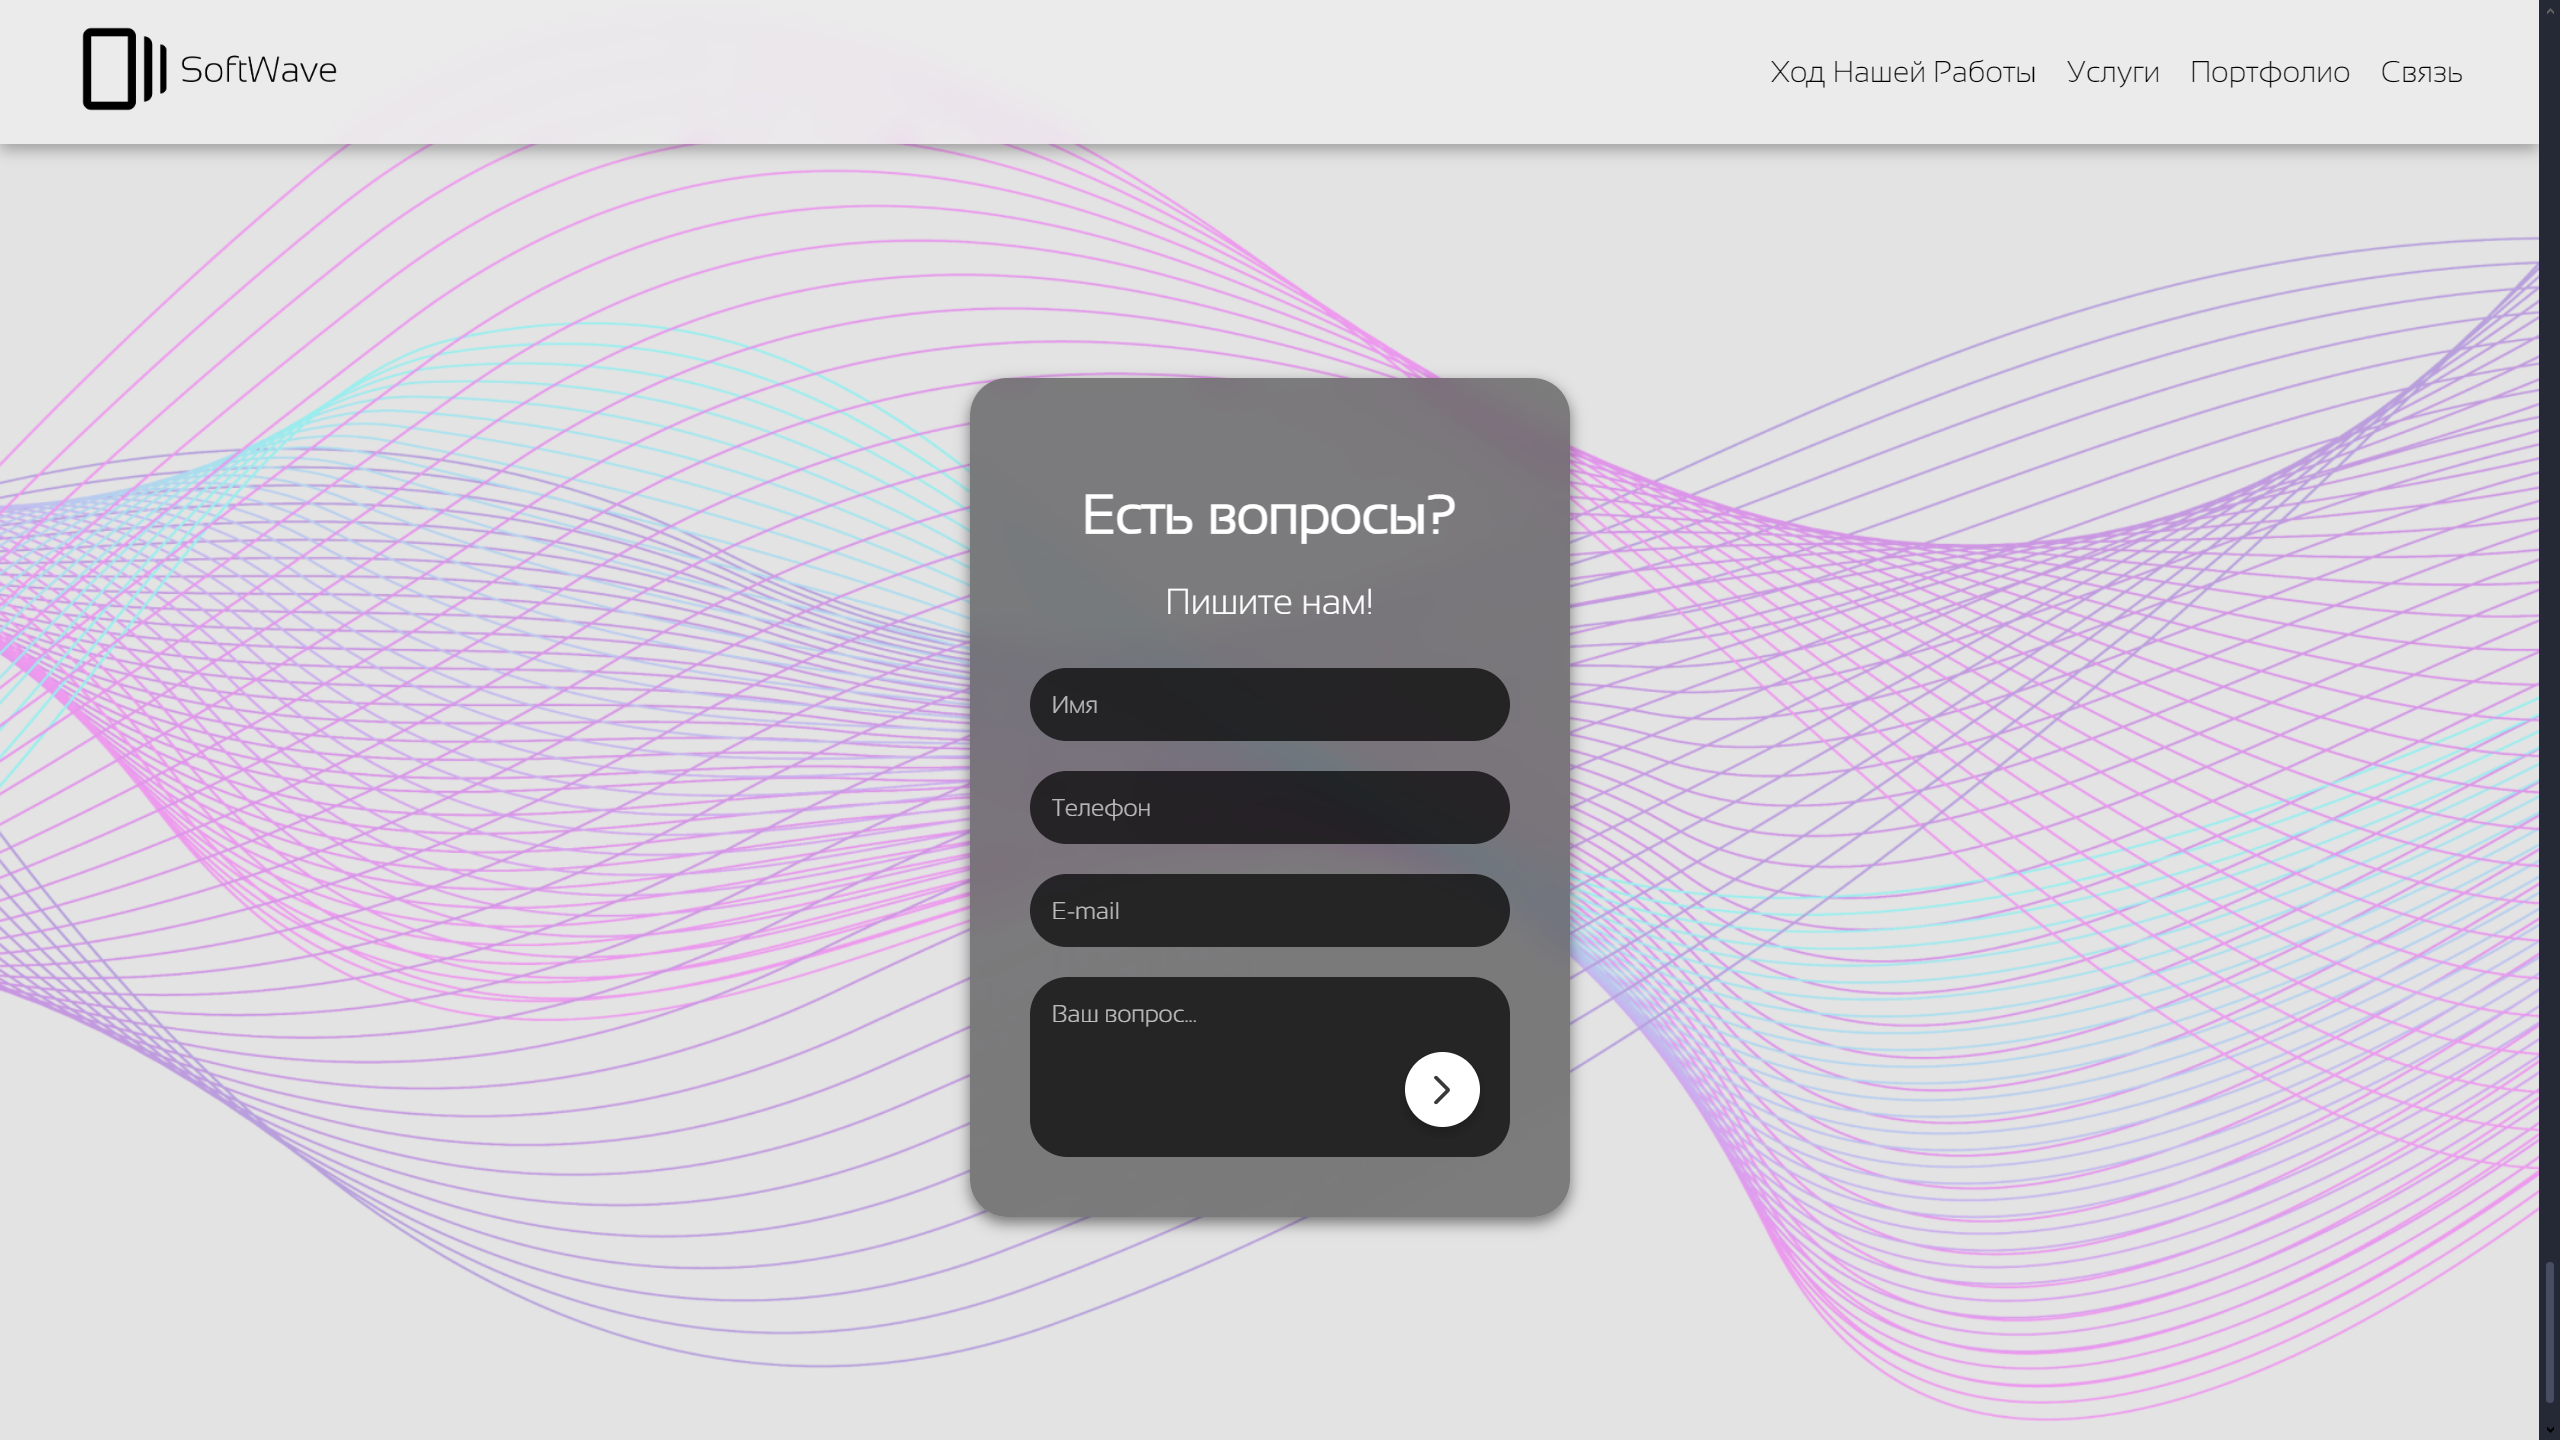 SoftWave
Ход Нашей Работы Услуги Портфолио Связь
Есть вопросы?
Пишите нам!
Имя
Телефон
E-mail
Ваш вопрос...